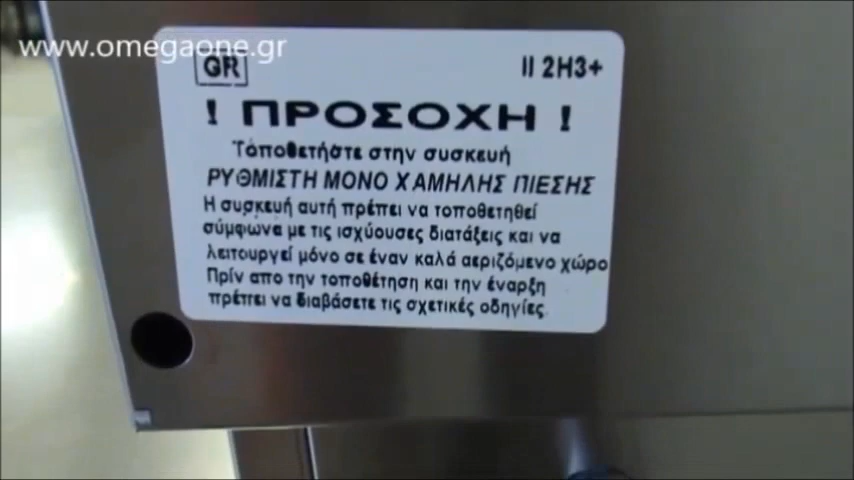 www.omegaone.gr
GR II 2H3+
! ΠΡΟΣΟΧΗ !
Τόποθετήστε στην συσκευή
ΡΥΘΜΙΣΤΗ ΜΟΝΟ ΧΑΜΗΛΗΣ ΠΙΕΣΗΣ
Η συσκευή αυτή πρέπει να τοποθετηθεί
σύμφωνα με τις ισχύουσες διατάξεις και να
λειτουργεί μόνο σε έναν καλά αεριζόμενο χώρο
Πρίν απο την τοποθέτηση και την έναρξη
πρέπει να διαβάσετε τις σχετικές οδηγίες.